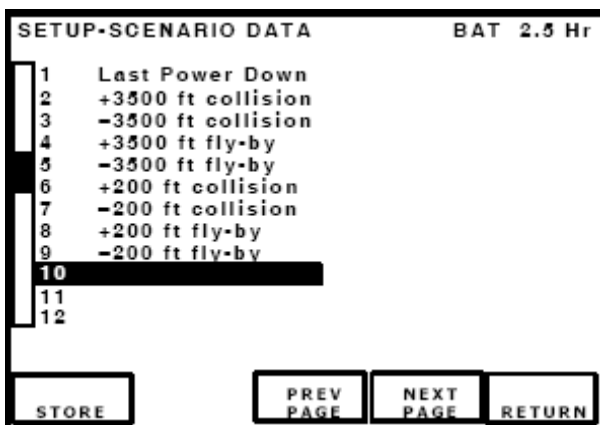 SETUP-SCENARIO DATA BAT 2.5 Hr
1 Last Power Down
2 +3500 ft collision
3 −3500 ft collision
4 +3500 ft fly-by
5 −3500 ft fly-by
6 +200 ft collision
7 −200 ft collision
8 +200 ft fly-by
9 −200 ft fly-by
10
11
12
STORE PREV PAGE NEXT PAGE RETURN